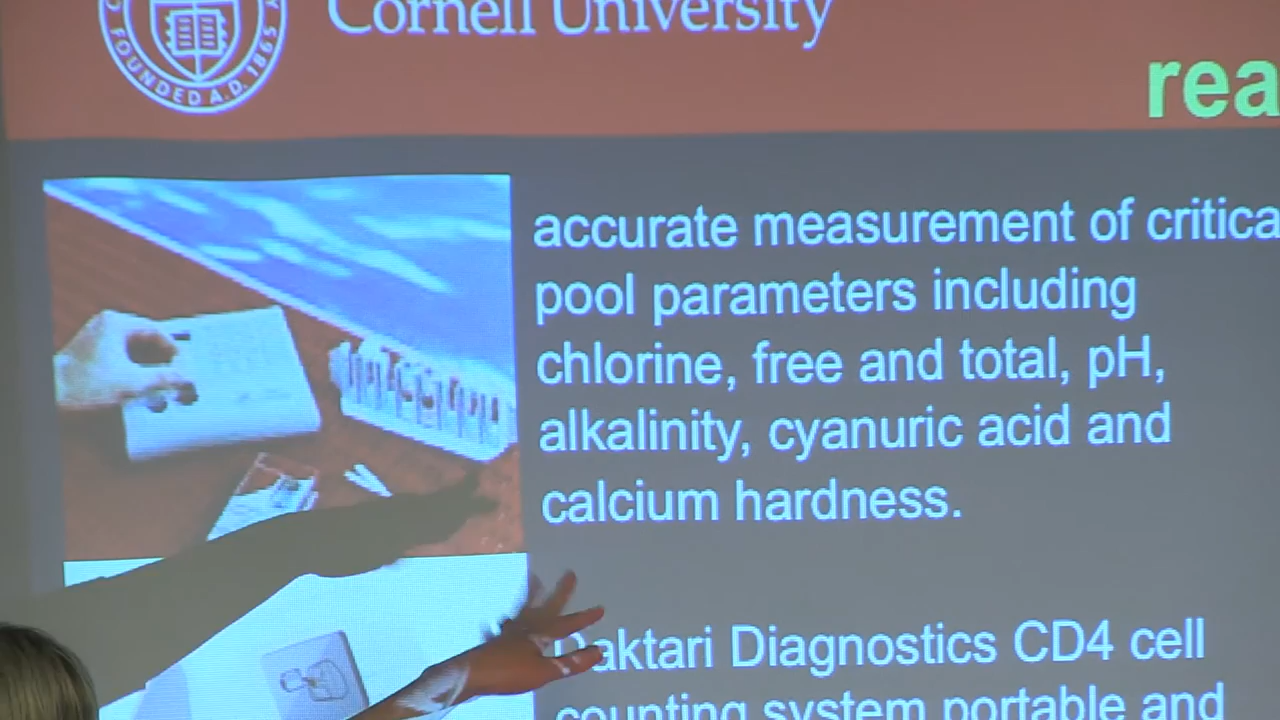 Cornell University
FOUNDED A.D. 1865
rea
accurate measurement of critica
pool parameters including
chlorine, free and total, pH,
alkalinity, cyanuric acid and
calcium hardness.
Daktari Diagnostics CD4 cell
counting system portable and